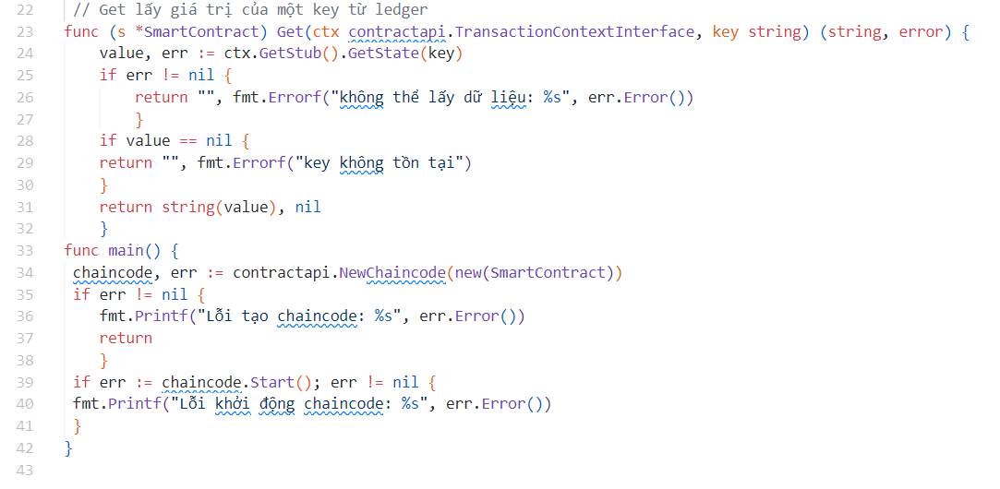 22 // Get lấy giá trị của một key từ ledger
23 func (s *SmartContract) Get(ctx contractapi.TransactionContextInterface, key string) (string, error) {
24 value, err := ctx.GetStub().GetState(key)
25 if err != nil {
26 return "", fmt.Errorf("không thể lấy dữ liệu: %s", err.Error())
27 }
28 if value == nil {
29 return "", fmt.Errorf("key không tồn tại")
30 }
31 return string(value), nil
32 }
33 func main() {
34 chaincode, err := contractapi.NewChaincode(new(SmartContract))
35 if err != nil {
36 fmt.Printf("Lỗi tạo chaincode: %s", err.Error())
37 return
38 }
39 if err := chaincode.Start(); err != nil {
40 fmt.Printf("Lỗi khởi động chaincode: %s", err.Error())
41 }
42 }
43